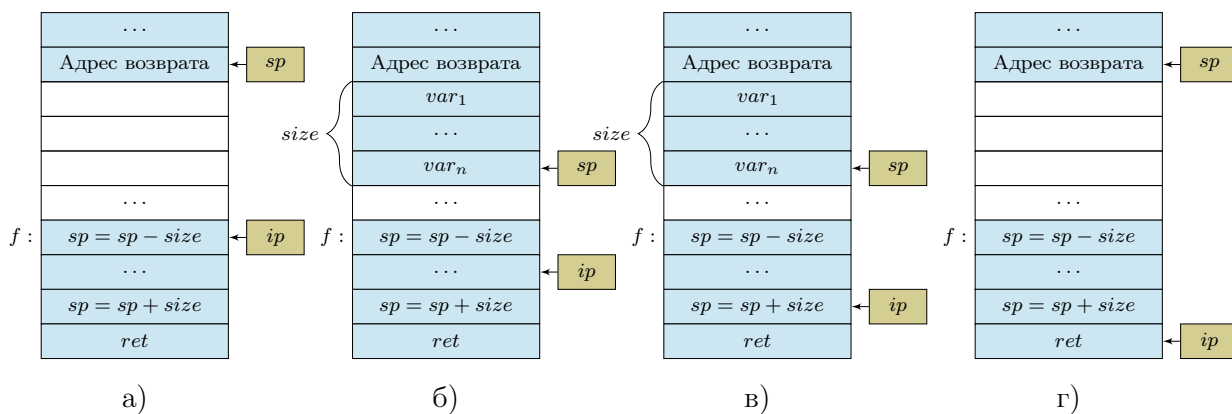 ...
Адрес возврата
sp
...
f :
sp = sp − size
ip
...
sp = sp + size
ret
а)
...
Адрес возврата
size
var₁
...
varₙ
sp
...
f :
sp = sp − size
...
ip
sp = sp + size
ret
б)
...
Адрес возврата
size
var₁
...
varₙ
sp
...
f :
sp = sp − size
...
sp = sp + size
ip
ret
в)
...
Адрес возврата
sp
...
f :
sp = sp − size
...
sp = sp + size
ret
ip
г)